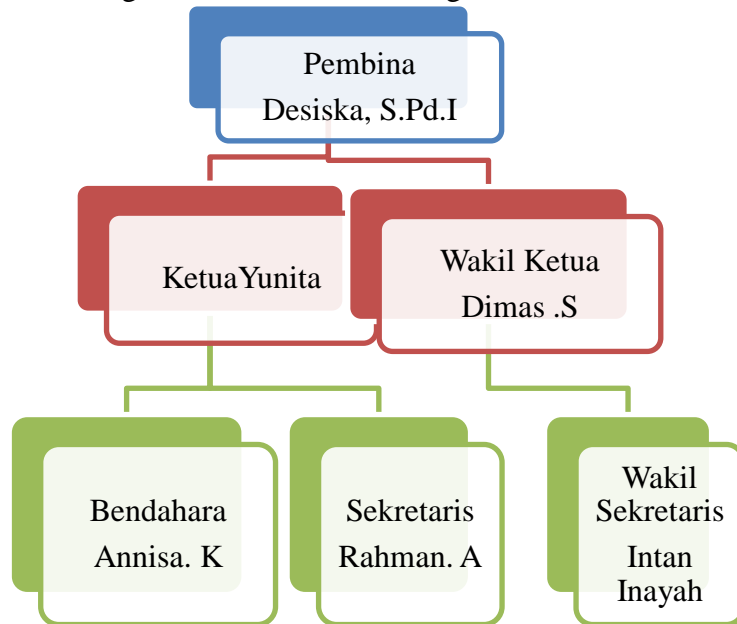 Pembina
Desiska, S.Pd.I
KetuaYunita
Wakil Ketua
Dimas .S
Bendahara
Annisa. K
Sekretaris
Rahman. A
Wakil
Sekretaris
Intan
Inayah